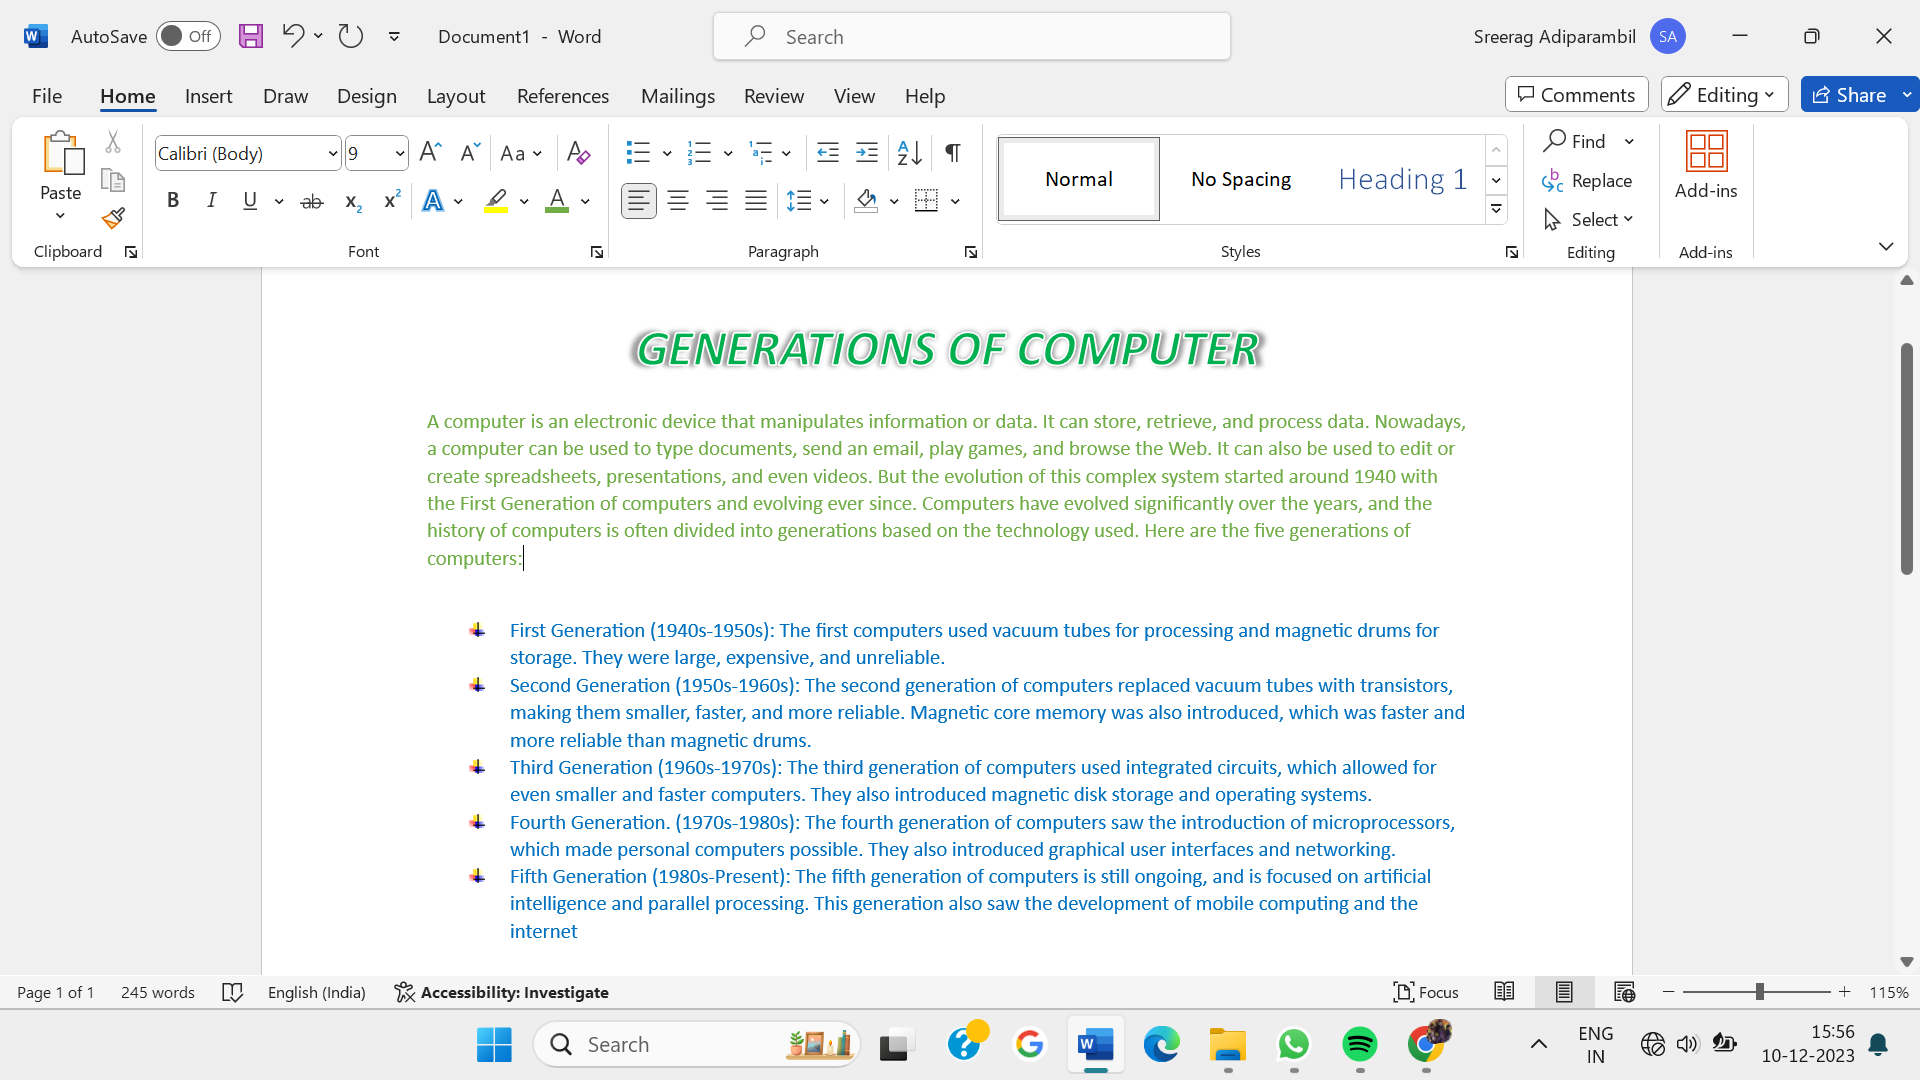 AutoSave Off Document1 - Word Search Sreerag Adiparambil SA
File Home Insert Draw Design Layout References Mailings Review View Help Comments Editing Share
Calibri (Body) 9 Aa
Paste
B I U ab x2 x2 A A
Normal No Spacing Heading 1
Find
Replace
Select
Add-ins
Clipboard Font Paragraph Styles Editing Add-ins
GENERATIONS OF COMPUTER
A computer is an electronic device that manipulates information or data. It can store, retrieve, and process data. Nowadays,
a computer can be used to type documents, send an email, play games, and browse the Web. It can also be used to edit or
create spreadsheets, presentations, and even videos. But the evolution of this complex system started around 1940 with
the First Generation of computers and evolving ever since. Computers have evolved significantly over the years, and the
history of computers is often divided into generations based on the technology used. Here are the five generations of
computers:
First Generation (1940s-1950s): The first computers used vacuum tubes for processing and magnetic drums for
storage. They were large, expensive, and unreliable.
Second Generation (1950s-1960s): The second generation of computers replaced vacuum tubes with transistors,
making them smaller, faster, and more reliable. Magnetic core memory was also introduced, which was faster and
more reliable than magnetic drums.
Third Generation (1960s-1970s): The third generation of computers used integrated circuits, which allowed for
even smaller and faster computers. They also introduced magnetic disk storage and operating systems.
Fourth Generation. (1970s-1980s): The fourth generation of computers saw the introduction of microprocessors,
which made personal computers possible. They also introduced graphical user interfaces and networking.
Fifth Generation (1980s-Present): The fifth generation of computers is still ongoing, and is focused on artificial
intelligence and parallel processing. This generation also saw the development of mobile computing and the
internet
Page 1 of 1 245 words English (India) Accessibility: Investigate Focus 115%
Search
ENG
IN
15:56
10-12-2023